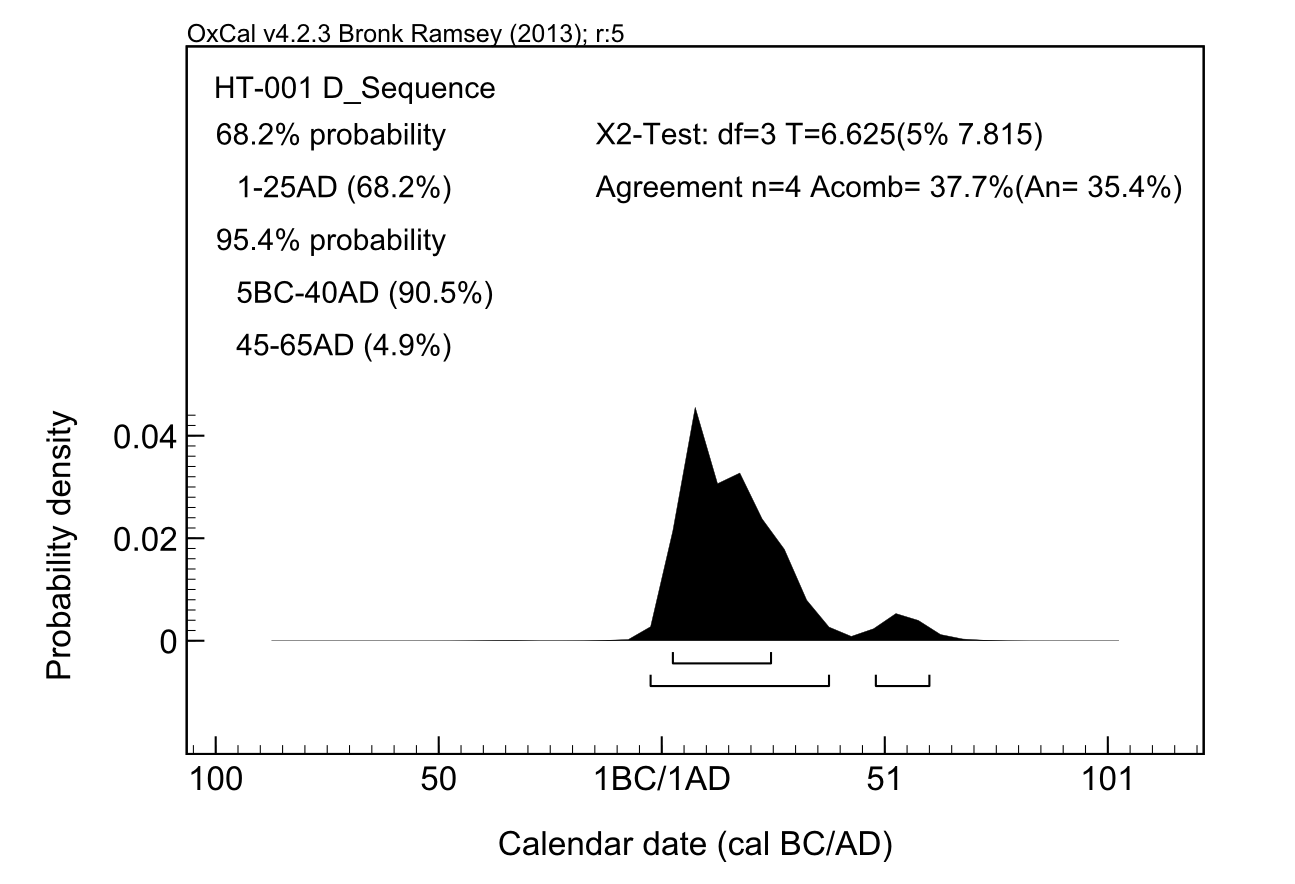 OxCal v4.2.3 Bronk Ramsey (2013); r:5
HT-001 D_Sequence
68.2% probability
1-25AD (68.2%)
95.4% probability
5BC-40AD (90.5%)
45-65AD (4.9%)
X2-Test: df=3 T=6.625(5% 7.815)
Agreement n=4 Acomb= 37.7%(An= 35.4%)
Probability density
0.04
0.02
0
100 50 1BC/1AD 51 101
Calendar date (cal BC/AD)